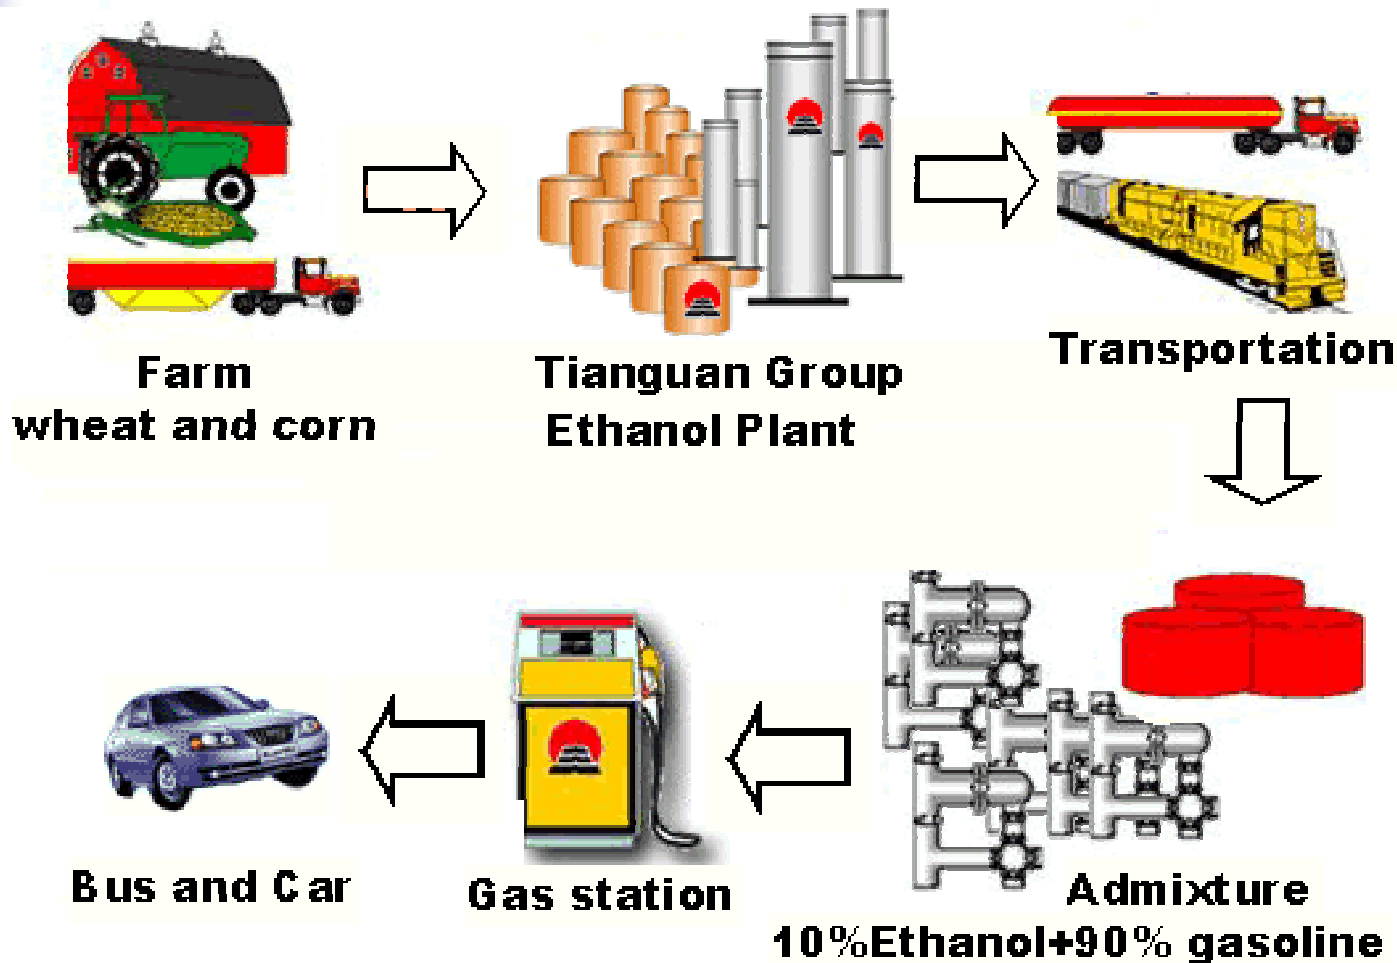 Farm
wheat and corn
Tianguan Group
Ethanol Plant
Transportation
Bus and Car
Gas station
Admixture
10%Ethanol+90% gasoline